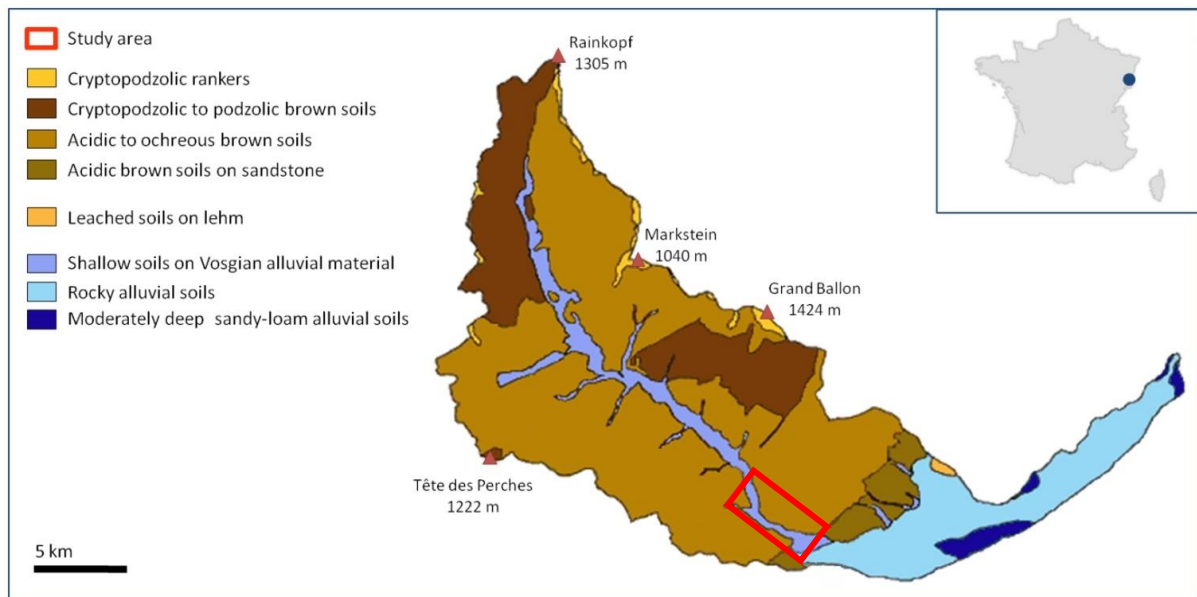 Study area
Cryptopodzolic rankers
Cryptopodzolic to podzolic brown soils
Acidic to ochreous brown soils
Acidic brown soils on sandstone
Leached soils on lehm
Shallow soils on Vosgian alluvial material
Rocky alluvial soils
Moderately deep sandy-loam alluvial soils
Rainkopf
1305 m
Markstein
1040 m
Grand Ballon
1424 m
Tête des Perches
1222 m
5 km